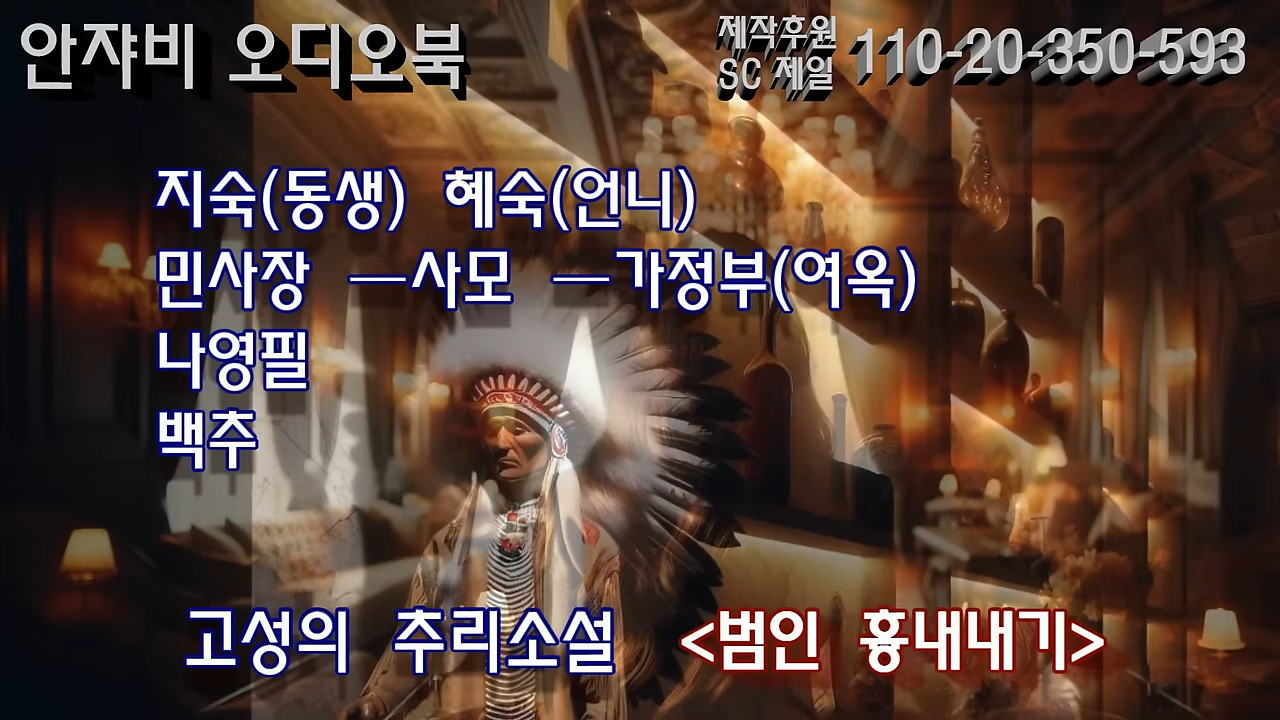 안쟈비 오디오북
제작후원
SC 제일
110-20-350-593
지숙(동생) 혜숙(언니)
민사장 —사모 —가정부(여옥)
나영필
백추
고성의 추리소설 <범인 흉내내기>